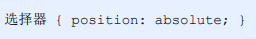 选择器 { position: absolute; }